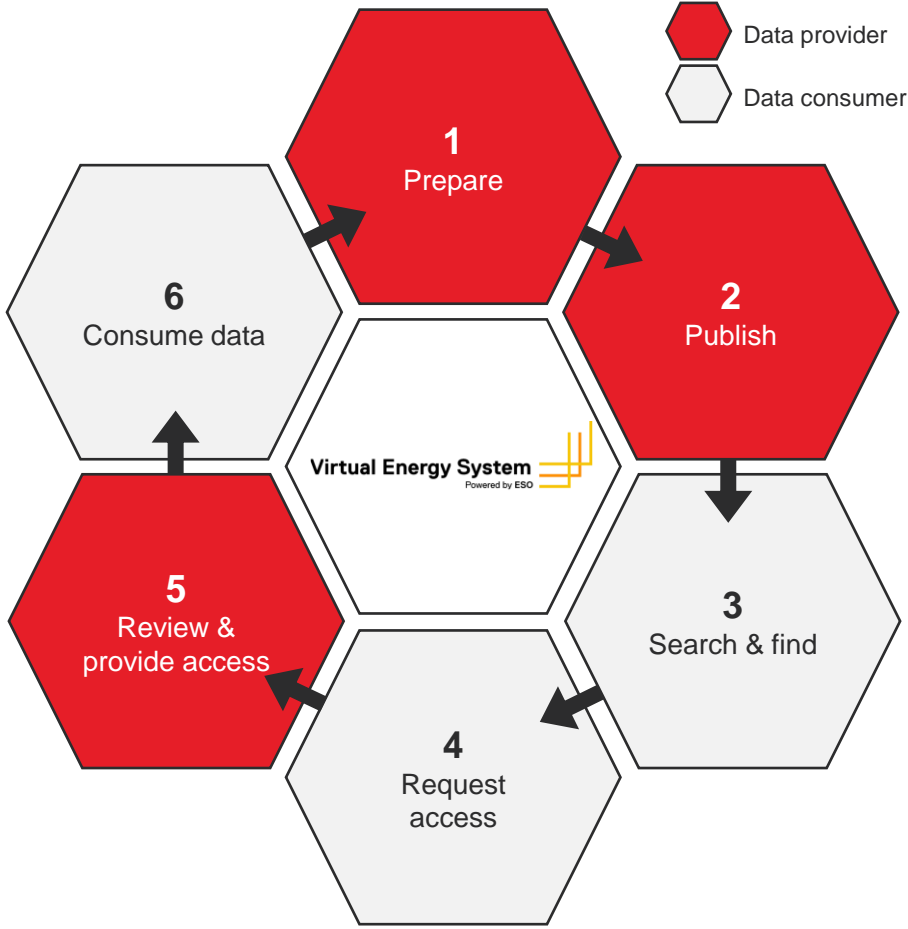 Data provider
Data consumer
1
Prepare
2
Publish
3
Search & find
4
Request
access
5
Review &
provide access
6
Consume data
Virtual Energy System
Powered by ESO